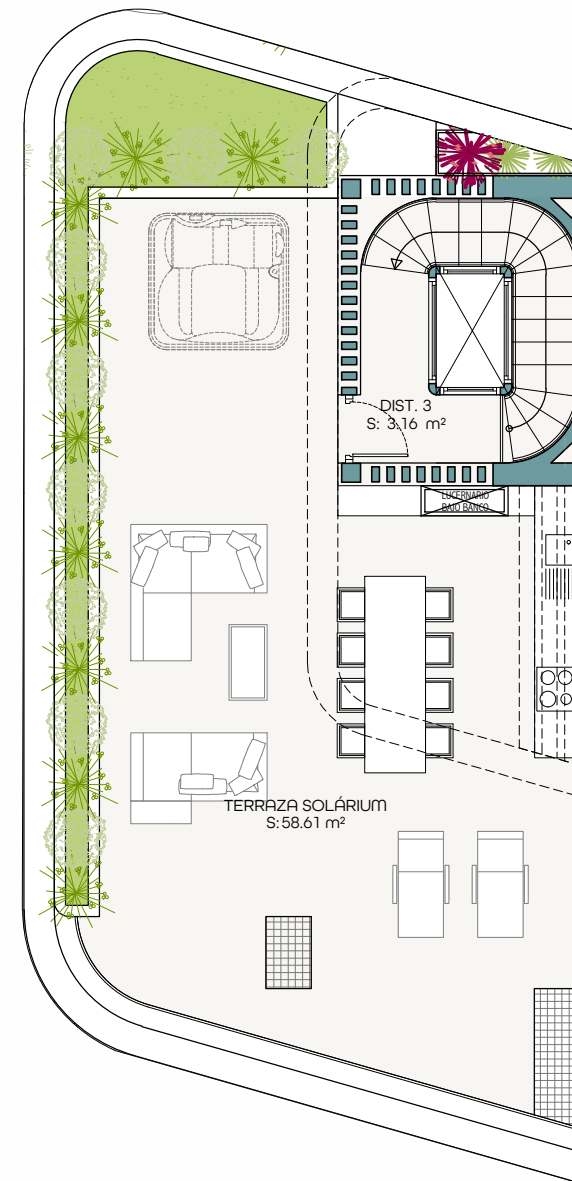 DIST. 3
S: 3.16 m²
LUCERNARIO
BAJO BANCO
TERRAZA SOLÁRIUM
S:58.61 m²